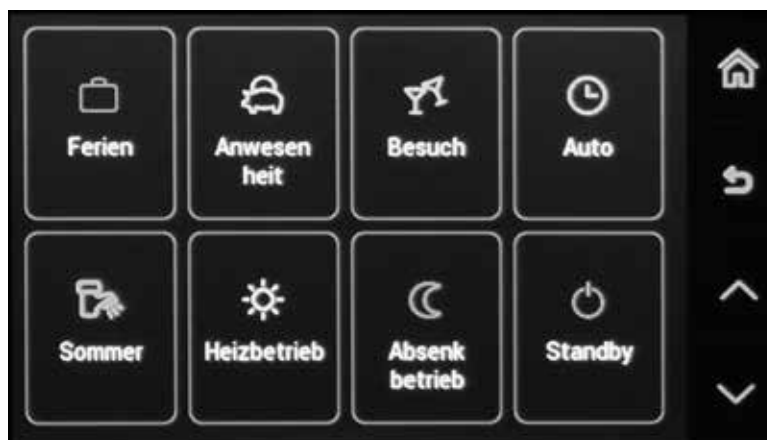 Ferien
Anwesen
heit
Besuch
Auto
Sommer
Heizbetrieb
Absenk
betrieb
Standby